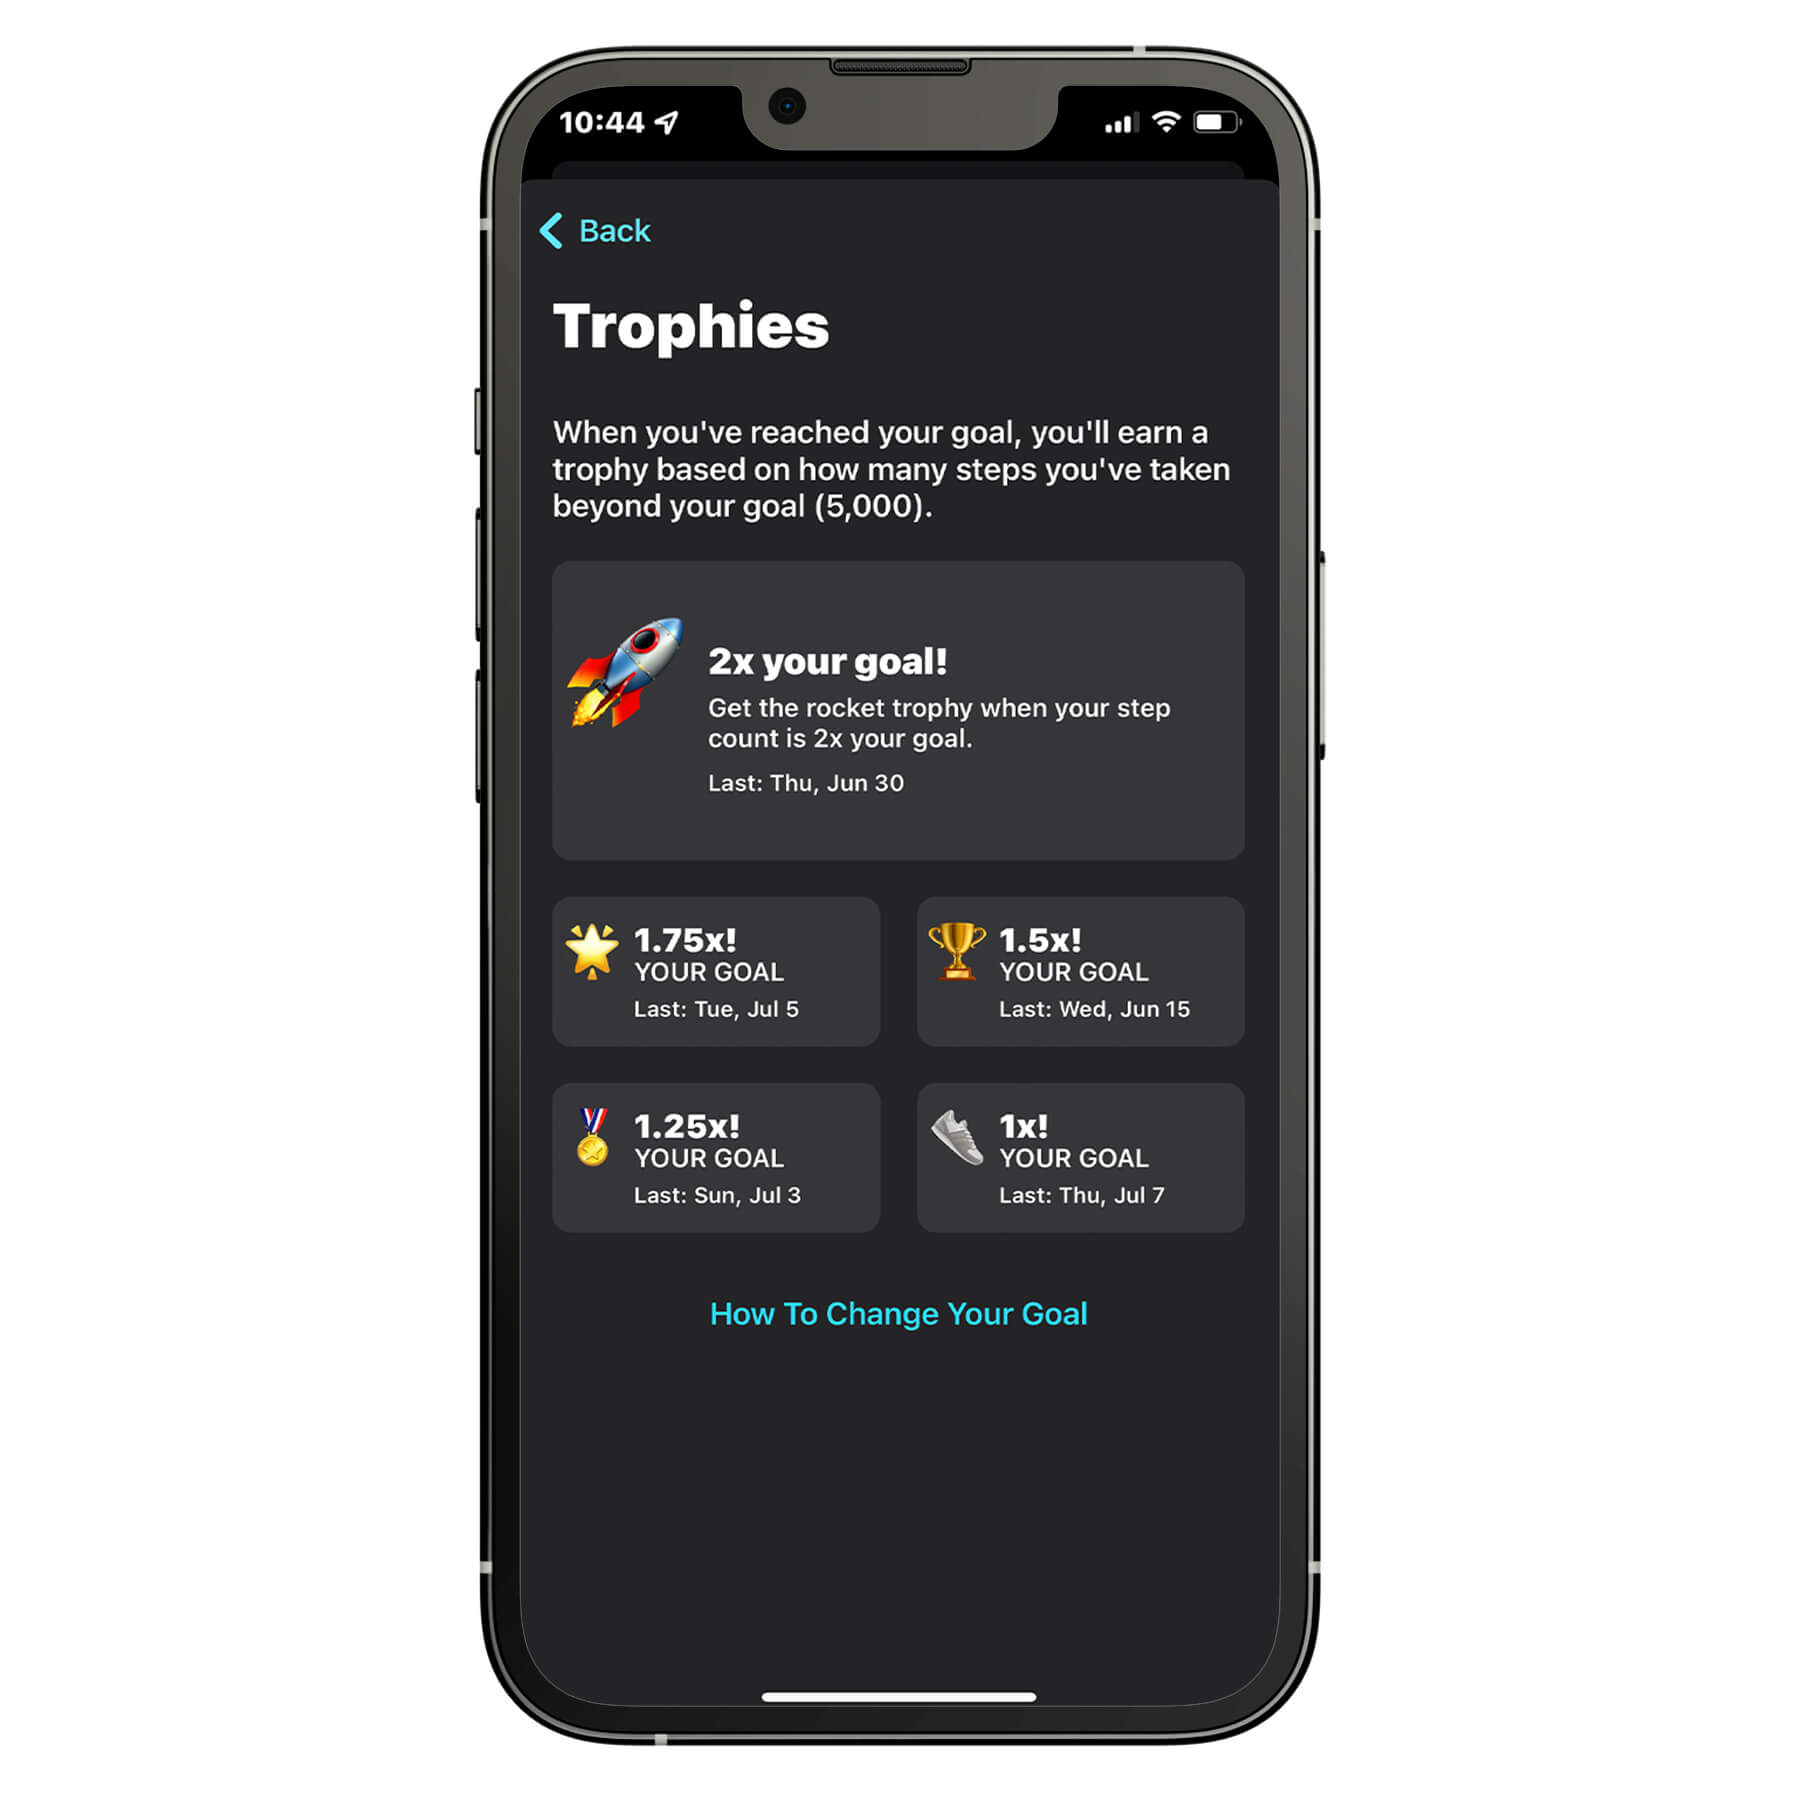 10:44
Back
Trophies
When you've reached your goal, you'll earn a
trophy based on how many steps you've taken
beyond your goal (5,000).
2x your goal!
Get the rocket trophy when your step
count is 2x your goal.
Last: Thu, Jun 30
1.75x!
YOUR GOAL
Last: Tue, Jul 5
1.5x!
YOUR GOAL
Last: Wed, Jun 15
1.25x!
YOUR GOAL
Last: Sun, Jul 3
1x!
YOUR GOAL
Last: Thu, Jul 7
How To Change Your Goal